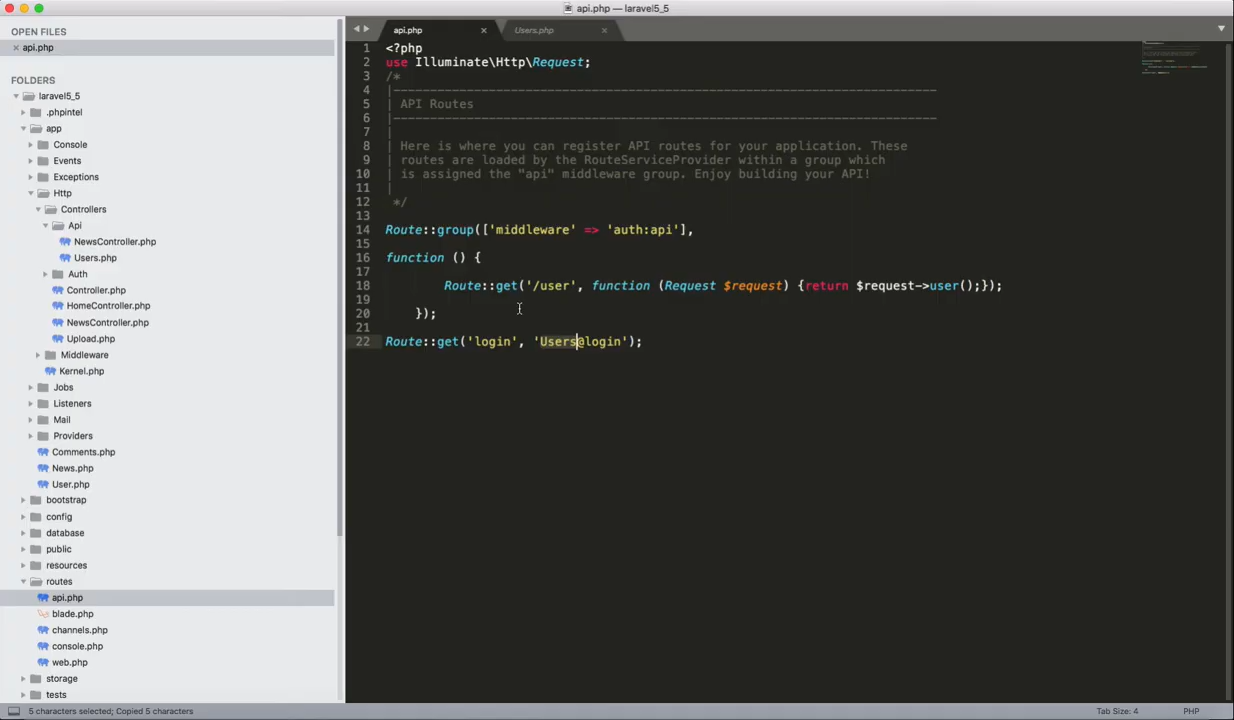 api.php — laravel5_5
OPEN FILES
× api.php
FOLDERS
laravel5_5
.phpintel
app
Console
Events
Exceptions
Http
Controllers
Api
NewsController.php
Users.php
Auth
Controller.php
HomeController.php
NewsController.php
Upload.php
Middleware
Kernel.php
Jobs
Listeners
Mail
Providers
Comments.php
News.php
User.php
bootstrap
config
database
public
resources
routes
api.php
blade.php
channels.php
console.php
web.php
storage
tests
api.php ×
Users.php ×
1 <?php
2 use Illuminate\Http\Request;
3 /*
4 |--------------------------------------------------------------------------
5 | API Routes
6 |--------------------------------------------------------------------------
7 |
8 | Here is where you can register API routes for your application. These
9 | routes are loaded by the RouteServiceProvider within a group which
10 | is assigned the "api" middleware group. Enjoy building your API!
11 |
12 */
13
14 Route::group(['middleware' => 'auth:api'],
15
16 function () {
17
18 Route::get('/user', function (Request $request) {return $request->user();});
19
20 });
21
22 Route::get('login', 'Users@login');
5 characters selected; Copied 5 characters
Tab Size: 4
PHP